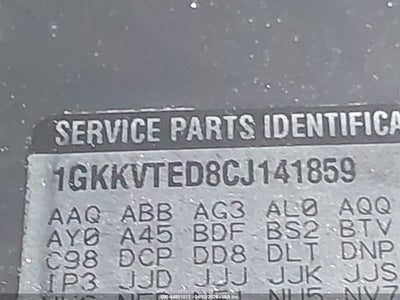 SERVICE PARTS IDENTIFICA
1GKKVTED8CJ141859
AAQ ABB AG3 AL0 AQQ
AY0 A45 BDF BS2 BTV
C98 DCP DD8 DLT DNP
IP3 JJD JJJ JJK JJS